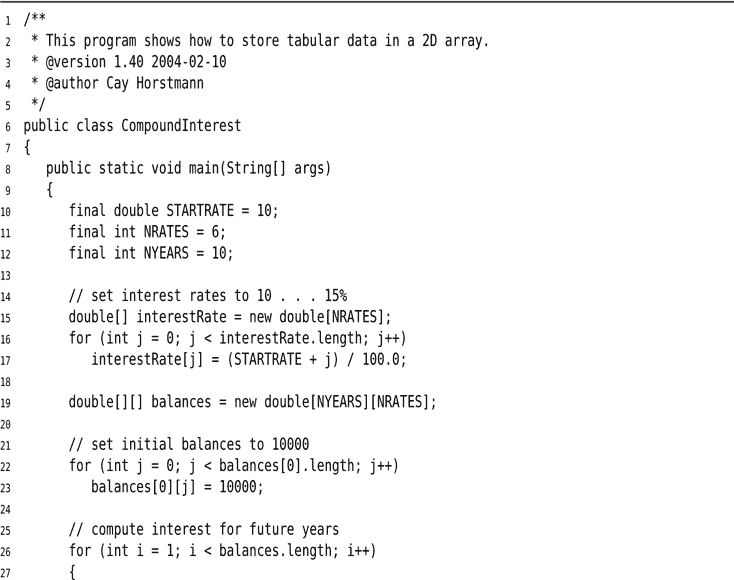 1 /**
2  * This program shows how to store tabular data in a 2D array.
3  * @version 1.40 2004-02-10
4  * @author Cay Horstmann
5  */
6 public class CompoundInterest
7 {
8    public static void main(String[] args)
9    {
10       final double STARTRATE = 10;
11       final int NRATES = 6;
12       final int NYEARS = 10;
13
14       // set interest rates to 10 . . . 15%
15       double[] interestRate = new double[NRATES];
16       for (int j = 0; j < interestRate.length; j++)
17          interestRate[j] = (STARTRATE + j) / 100.0;
18
19       double[][] balances = new double[NYEARS][NRATES];
20
21       // set initial balances to 10000
22       for (int j = 0; j < balances[0].length; j++)
23          balances[0][j] = 10000;
24
25       // compute interest for future years
26       for (int i = 1; i < balances.length; i++)
27       {